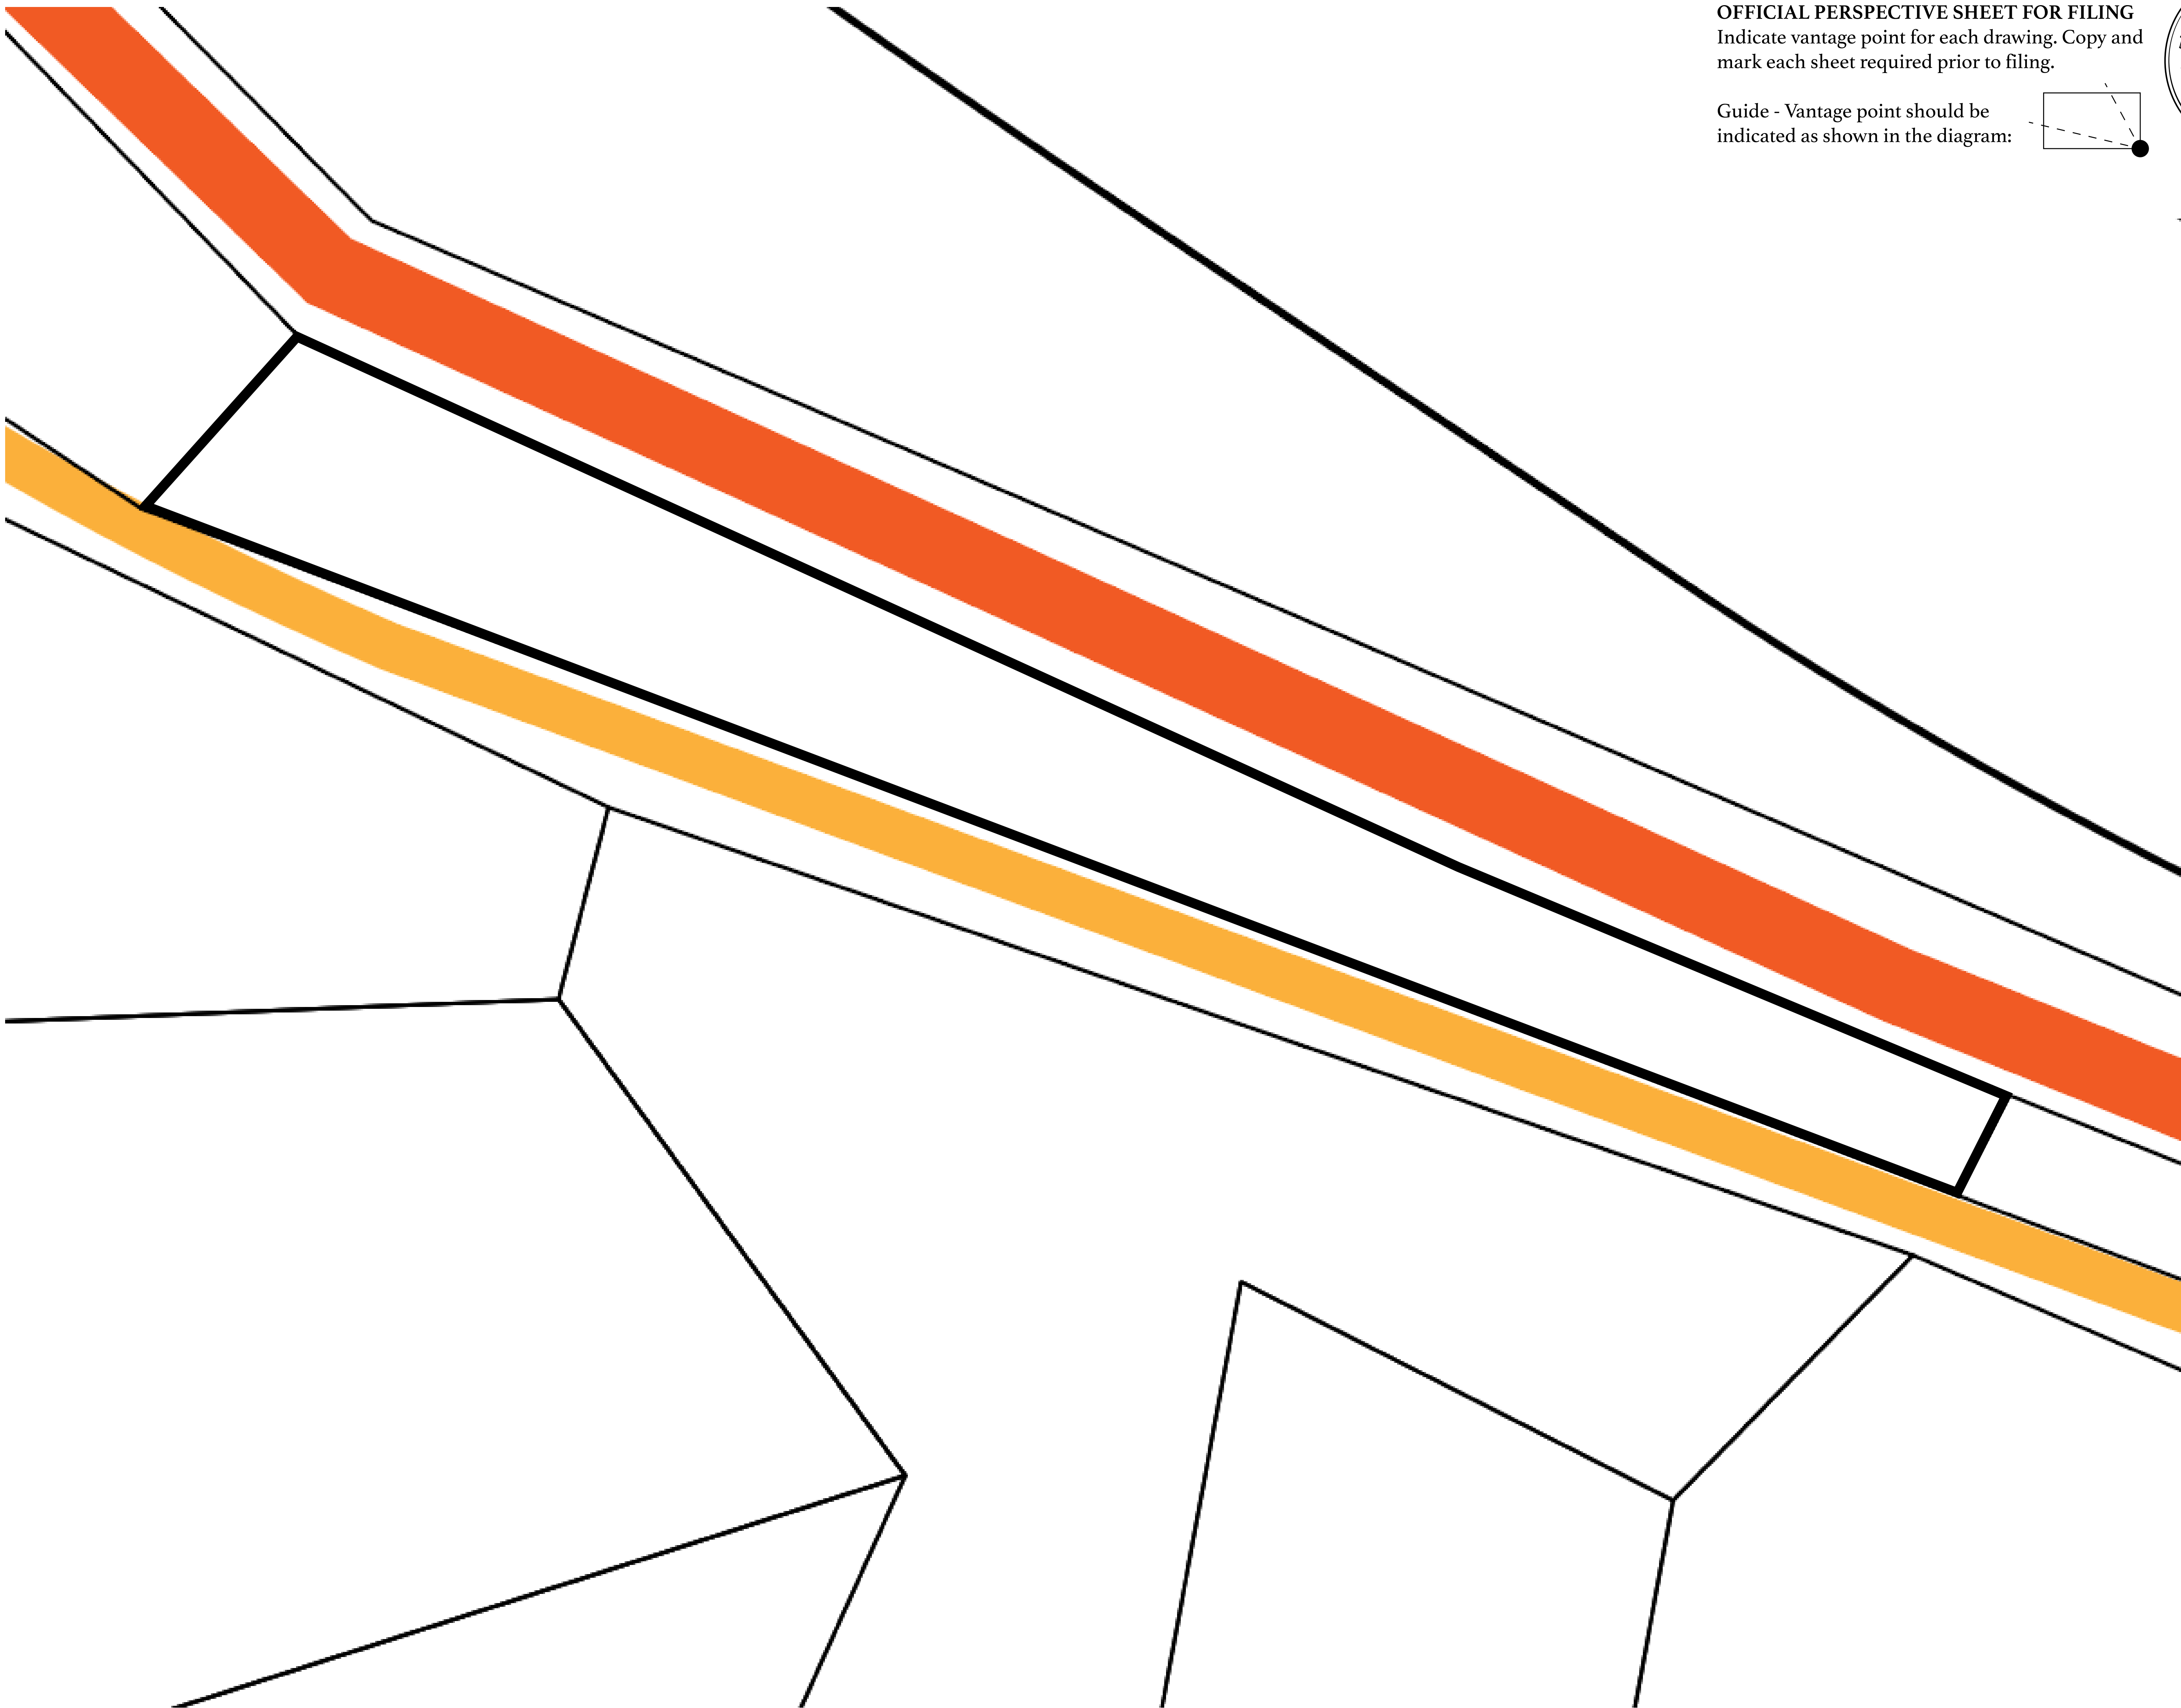 OFFICIAL PERSPECTIVE SHEET FOR FILING
Indicate vantage point for each drawing. Copy and
mark each sheet required prior to filing.
Guide - Vantage point should be
indicated as shown in the diagram: